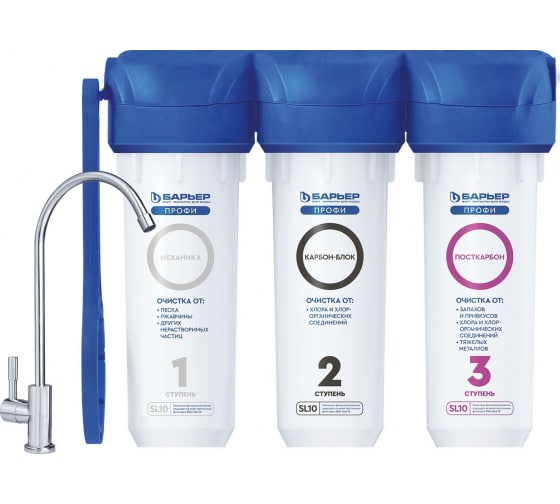 БАРЬЕР
ПРОФИ
МЕХАНИКА
ОЧИСТКА ОТ:
• ПЕСКА
• РЖАВЧИНЫ
• ДРУГИХ
НЕРАСТВОРИМЫХ
ЧАСТИЦ
1
СТУПЕНЬ
SL10
БАРЬЕР
ПРОФИ
КАРБОН-БЛОК
ОЧИСТКА ОТ:
• ХЛОРА И ХЛОР-
ОРГАНИЧЕСКИХ
СОЕДИНЕНИЙ
2
СТУПЕНЬ
SL10
БАРЬЕР
ПРОФИ
ПОСТКАРБОН
ОЧИСТКА ОТ:
• ЗАПАХОВ
И ПРИВКУСОВ
• ХЛОРА И ХЛОР-
ОРГАНИЧЕСКИХ
СОЕДИНЕНИЙ
• ТЯЖЕЛЫХ
МЕТАЛЛОВ
3
СТУПЕНЬ
SL10